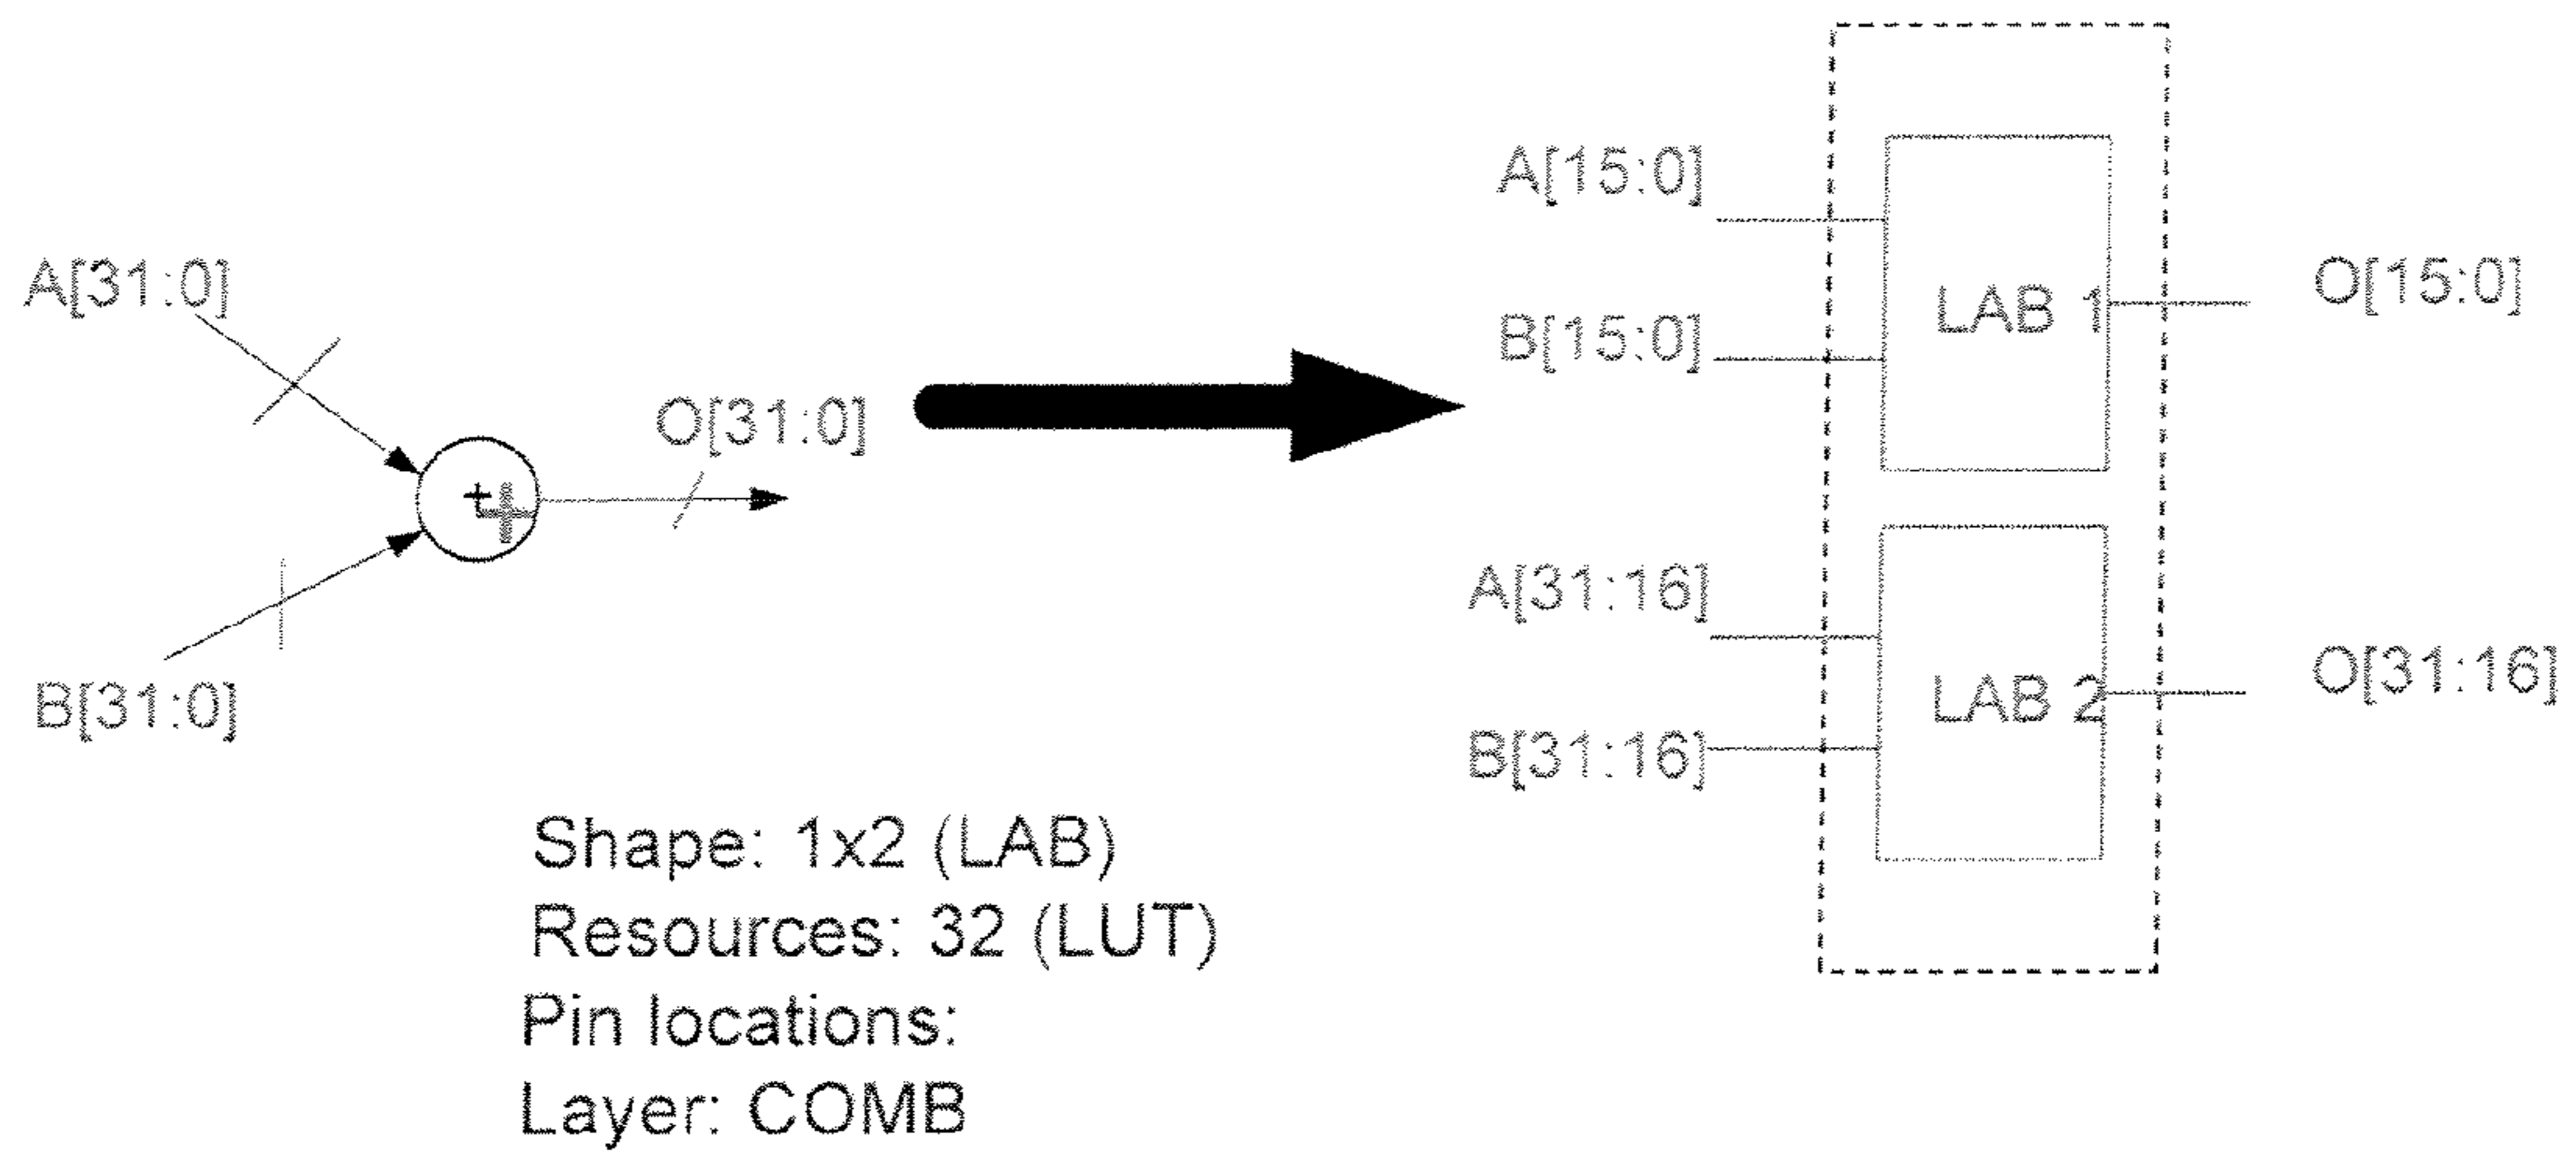 A[31:0]
B[31:0]
+
O[31:0]
Shape: 1x2 (LAB)
Resources: 32 (LUT)
Pin locations:
Layer: COMB
A[15:0]
B[15:0]
LAB 1
O[15:0]
A[31:16]
B[31:16]
LAB 2
O[31:16]